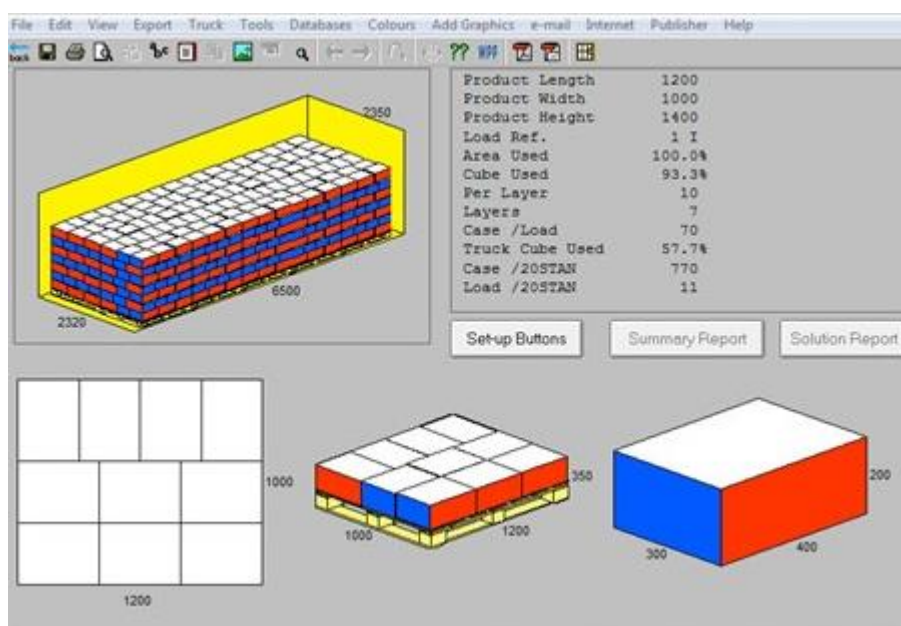 File Edit View Export Truck Tools Databases Colours Add Graphics e-mail Internet Publisher Help
back
??
2350
6500
2320
Product Length 1200
Product Width 1000
Product Height 1400
Load Ref. 1 I
Area Used 100.0%
Cube Used 93.3%
Per Layer 10
Layers 7
Case /Load 70
Truck Cube Used 57.7%
Case /20STAN 770
Load /20STAN 11
Set-up Buttons Summary Report Solution Report
1000
1200
350
1000
1200
200
300
400